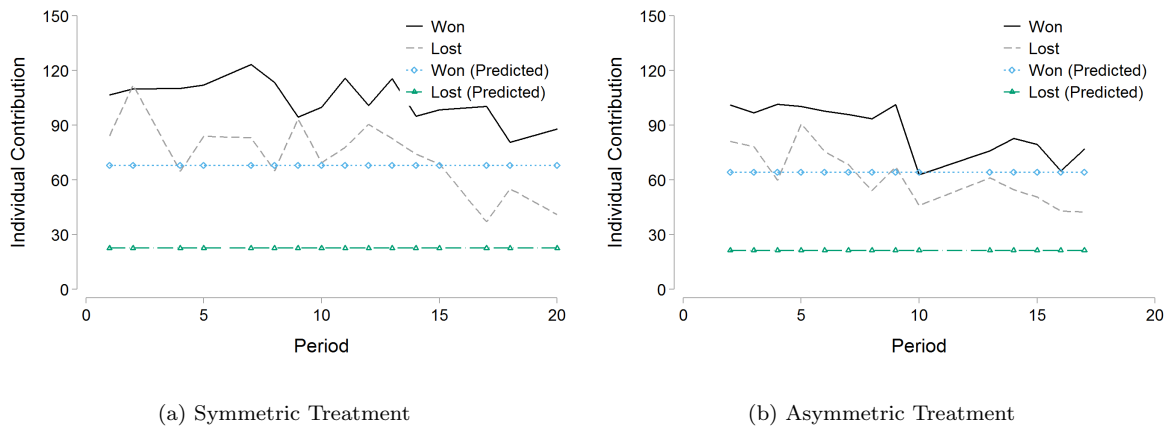 150
120
90
60
30
0
Individual Contribution
Won
Lost
Won (Predicted)
Lost (Predicted)
0 5 10 15 20
Period
(a) Symmetric Treatment
150
120
90
60
30
0
Individual Contribution
Won
Lost
Won (Predicted)
Lost (Predicted)
0 5 10 15 20
Period
(b) Asymmetric Treatment